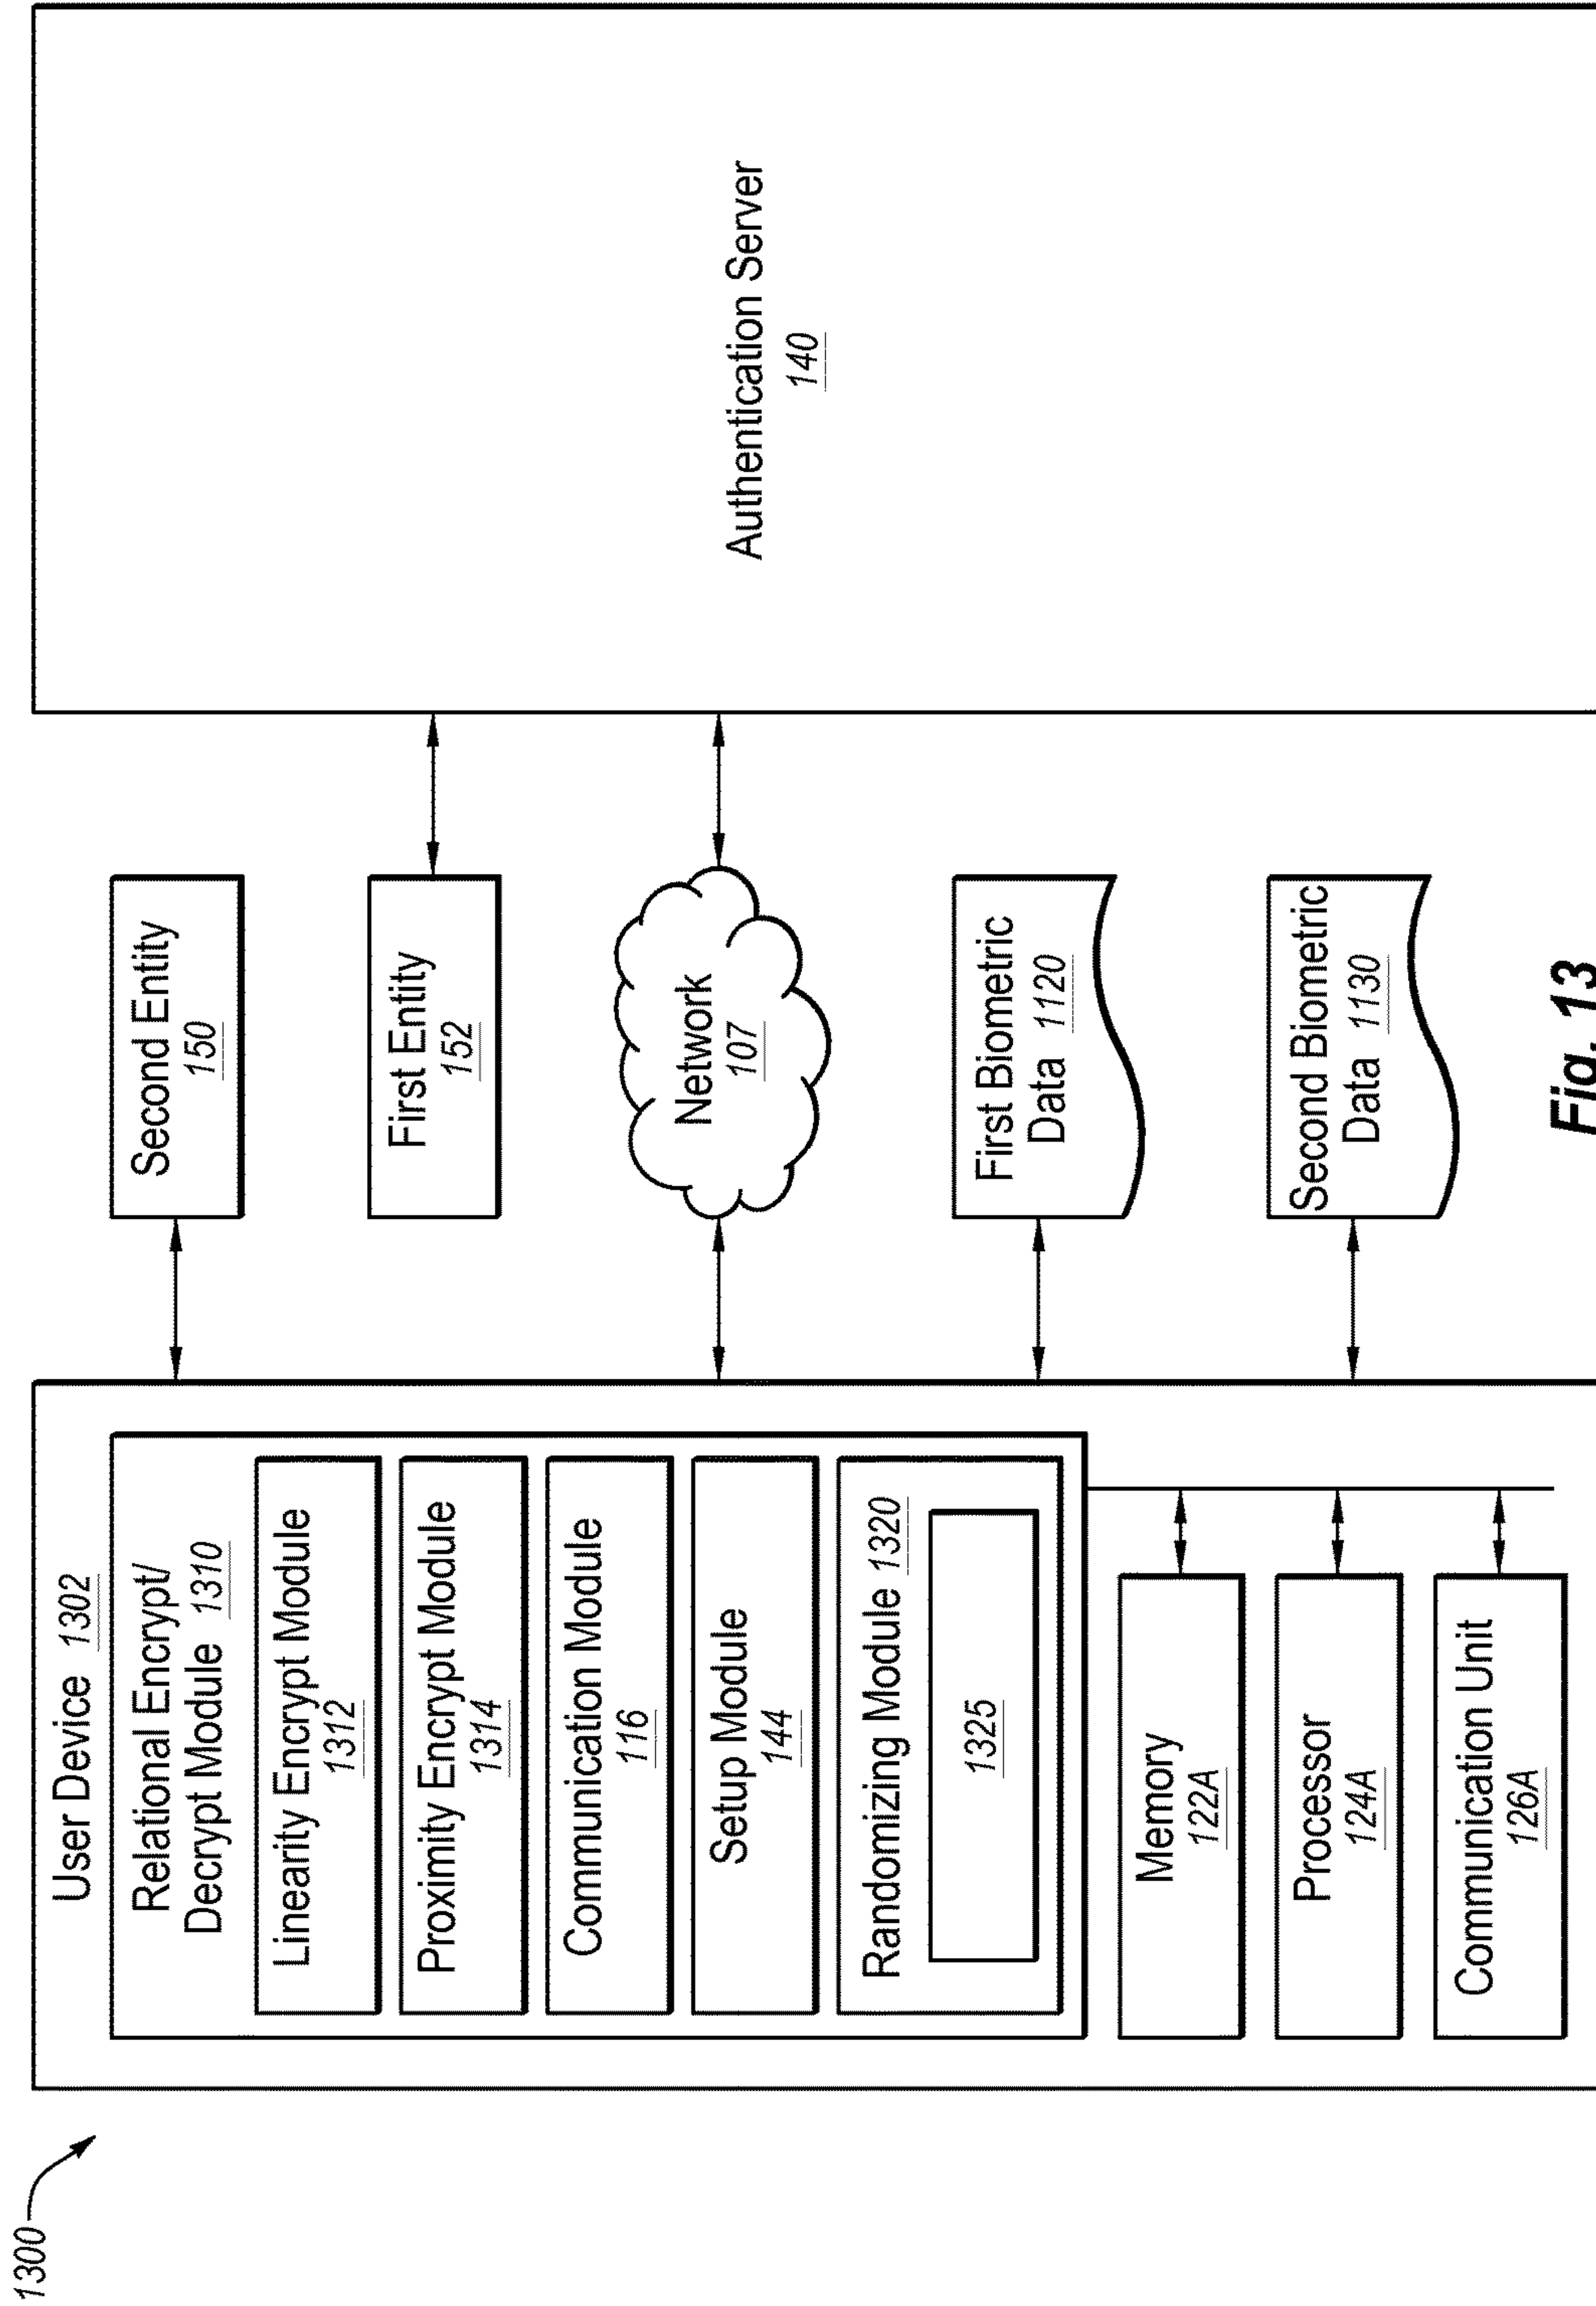 1300
User Device 1302
Relational Encrypt/
Decrypt Module 1310
Linearity Encrypt Module
1312
Proximity Encrypt Module
1314
Communication Module
116
Setup Module
144
Randomizing Module 1320
1325
Memory
122A
Processor
124A
Communication Unit
126A
Second Entity
150
First Entity
152
Network
107
First Biometric
Data 1120
Second Biometric
Data 1130
Authentication Server
140
Fig. 13